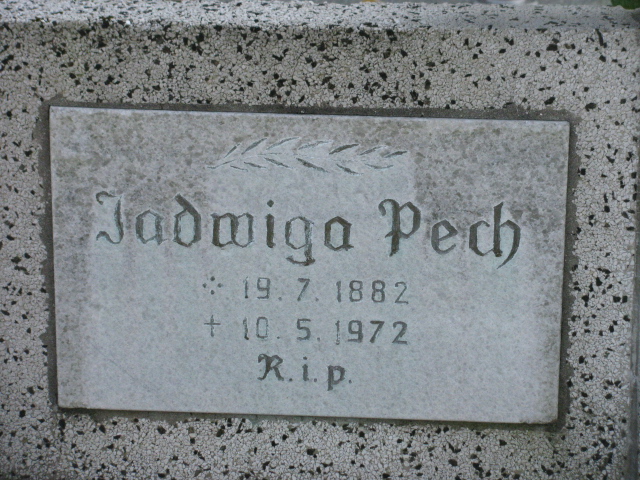 Jadwiga Pech
* 19.7.1882
+ 10.5.1972
R.i.p.